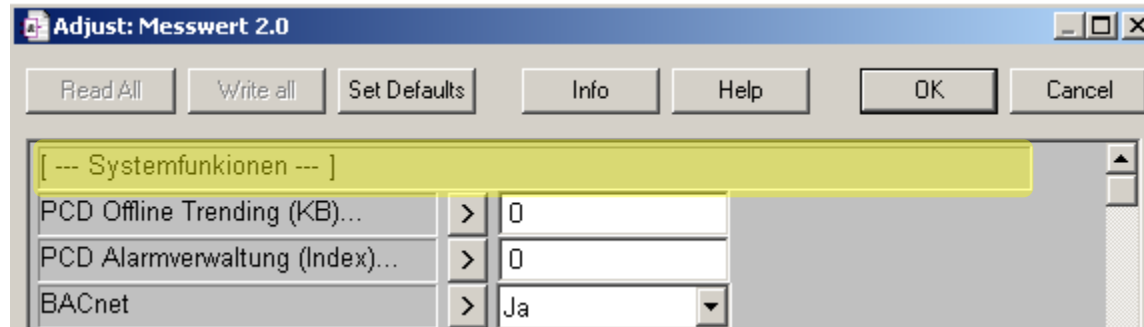 Adjust: Messwert 2.0
Read All Write all Set Defaults Info Help OK Cancel
[ --- Systemfunkionen --- ]
PCD Offline Trending (KB)... > 0
PCD Alarmverwaltung (Index)... > 0
BACnet > Ja